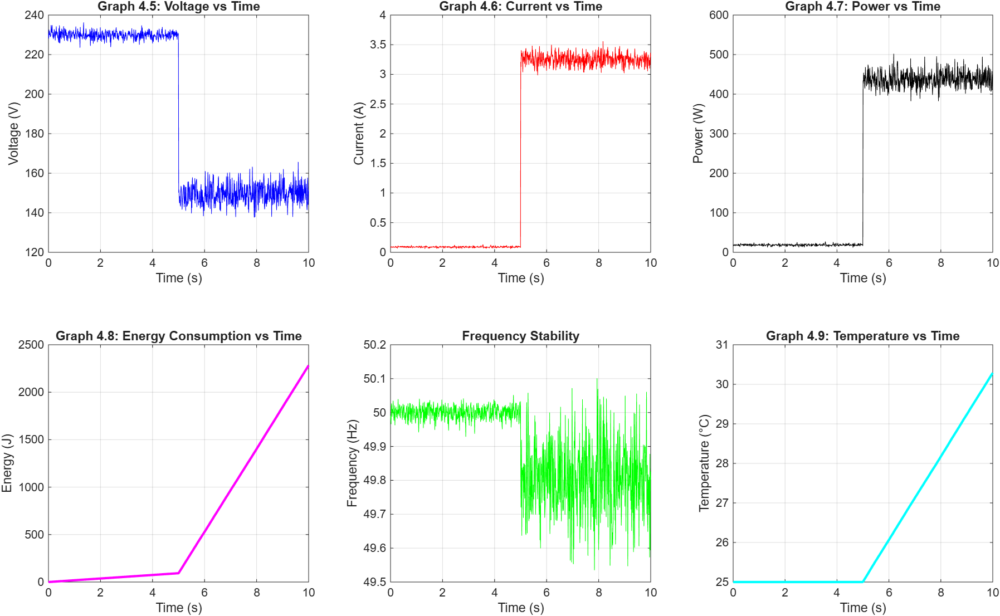 Graph 4.5: Voltage vs Time
240
220
200
180
160
140
120
Voltage (V)
0 2 4 6 8 10
Time (s)
Graph 4.6: Current vs Time
4
3.5
3
2.5
2
1.5
1
0.5
0
Current (A)
0 2 4 6 8 10
Time (s)
Graph 4.7: Power vs Time
600
500
400
300
200
100
0
Power (W)
0 2 4 6 8 10
Time (s)
Graph 4.8: Energy Consumption vs Time
2500
2000
1500
1000
500
0
Energy (J)
0 2 4 6 8 10
Time (s)
Frequency Stability
50.2
50.1
50
49.9
49.8
49.7
49.6
49.5
Frequency (Hz)
0 2 4 6 8 10
Time (s)
Graph 4.9: Temperature vs Time
31
30
29
28
27
26
25
Temperature (°C)
0 2 4 6 8 10
Time (s)